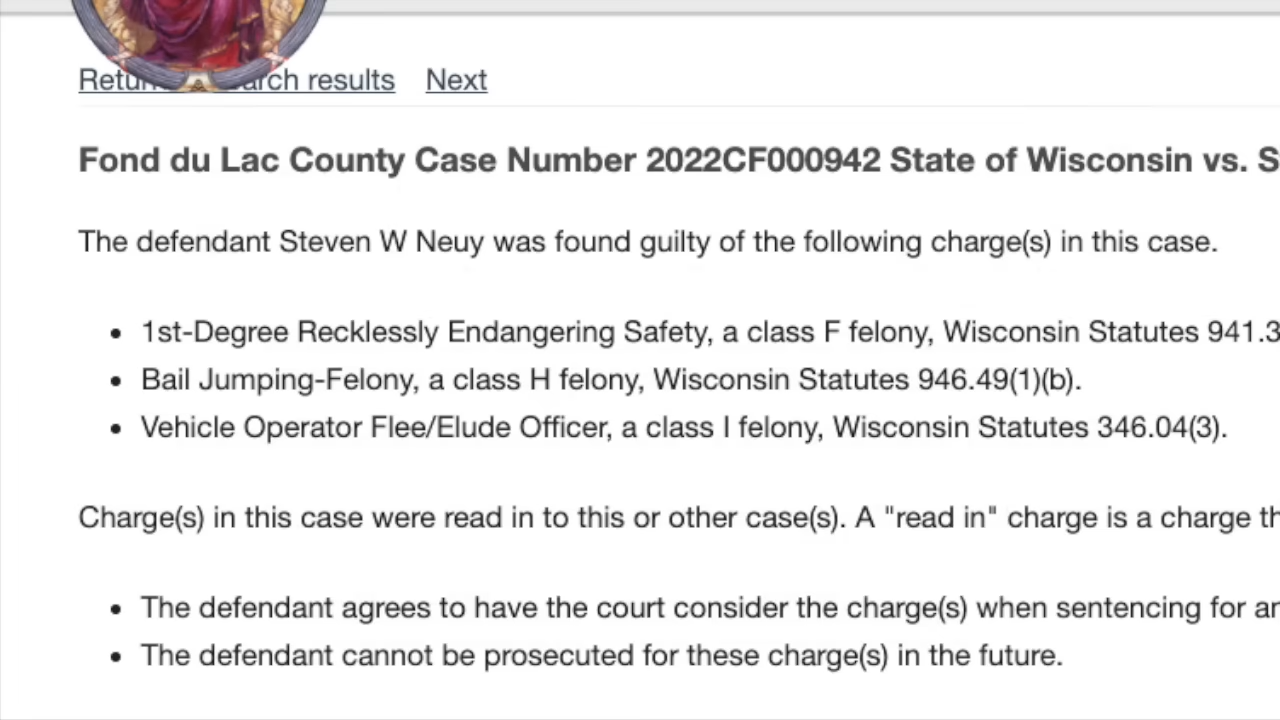 results Next
Fond du Lac County Case Number 2022CF000942 State of Wisconsin vs. S
The defendant Steven W Neuy was found guilty of the following charge(s) in this case.
• 1st-Degree Recklessly Endangering Safety, a class F felony, Wisconsin Statutes 941.3
• Bail Jumping-Felony, a class H felony, Wisconsin Statutes 946.49(1)(b).
• Vehicle Operator Flee/Elude Officer, a class I felony, Wisconsin Statutes 346.04(3).
Charge(s) in this case were read in to this or other case(s). A "read in" charge is a charge th
• The defendant agrees to have the court consider the charge(s) when sentencing for an
• The defendant cannot be prosecuted for these charge(s) in the future.